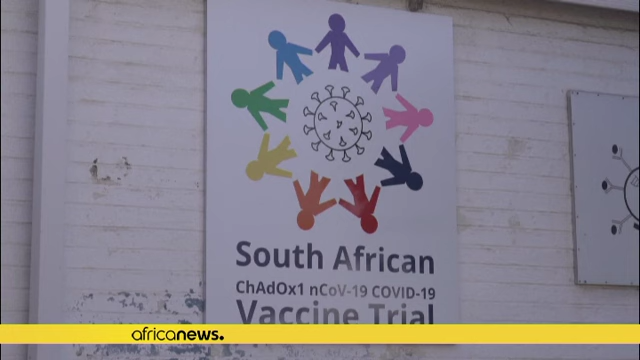 South African
ChAdOx1 nCoV-19 COVID-19
Vaccine Trial
africanews.